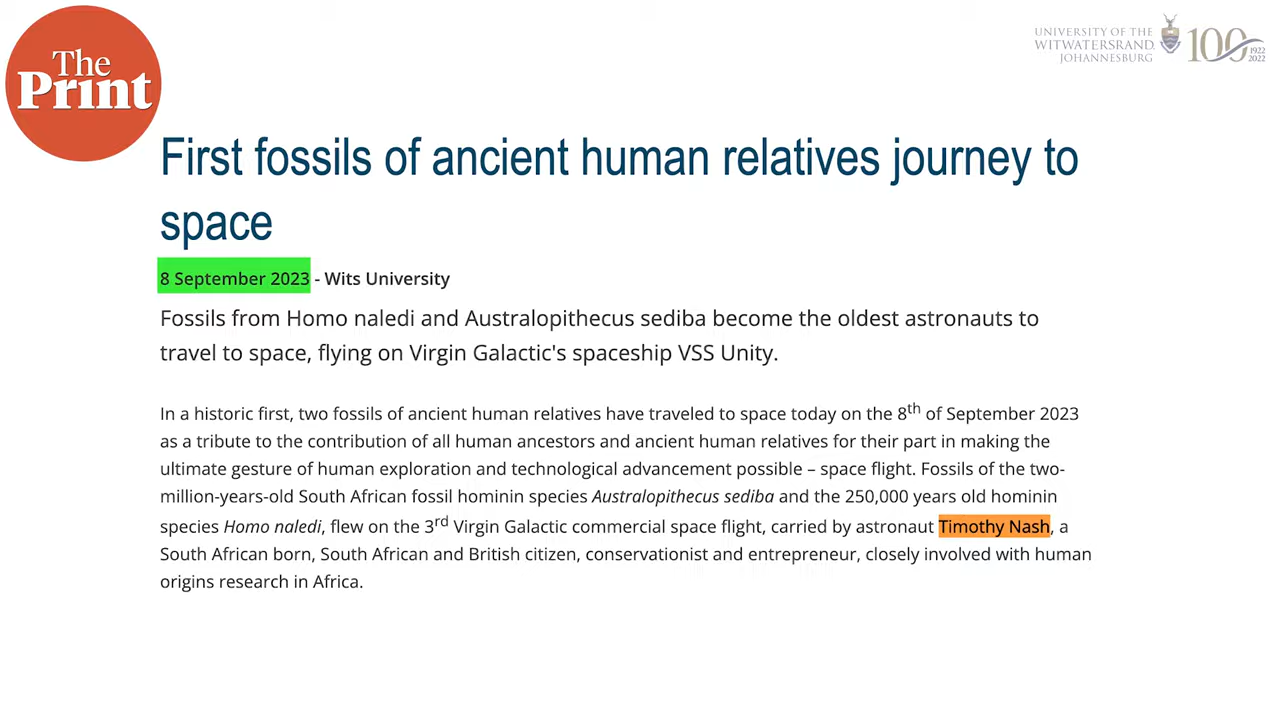 The
Print
UNIVERSITY OF THE
WITWATERSRAND,
JOHANNESBURG
100
1922
2022
First fossils of ancient human relatives journey to
space
8 September 2023 - Wits University
Fossils from Homo naledi and Australopithecus sediba become the oldest astronauts to
travel to space, flying on Virgin Galactic's spaceship VSS Unity.
In a historic first, two fossils of ancient human relatives have traveled to space today on the 8th of September 2023
as a tribute to the contribution of all human ancestors and ancient human relatives for their part in making the
ultimate gesture of human exploration and technological advancement possible – space flight. Fossils of the two-
million-years-old South African fossil hominin species Australopithecus sediba and the 250,000 years old hominin
species Homo naledi, flew on the 3rd Virgin Galactic commercial space flight, carried by astronaut Timothy Nash, a
South African born, South African and British citizen, conservationist and entrepreneur, closely involved with human
origins research in Africa.